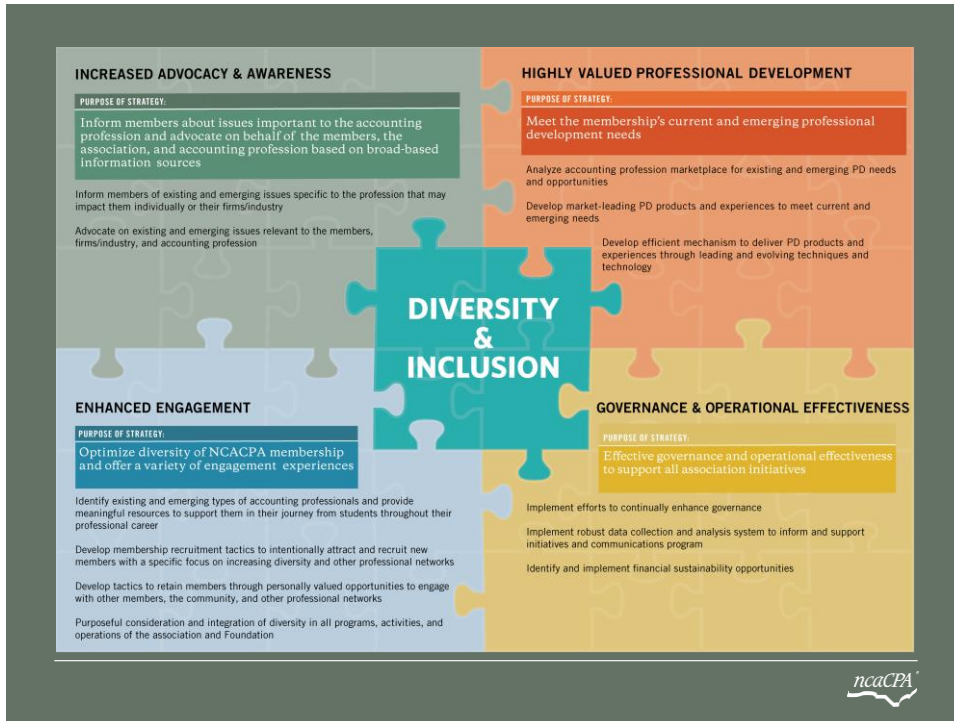 INCREASED ADVOCACY & AWARENESS
PURPOSE OF STRATEGY:
Inform members about issues important to the accounting
profession and advocate on behalf of the members, the
association, and accounting profession based on broad-based
information sources
Inform members of existing and emerging issues specific to the profession that may
impact them individually or their firms/industry
Advocate on existing and emerging issues relevant to the members,
firms/industry, and accounting profession
HIGHLY VALUED PROFESSIONAL DEVELOPMENT
PURPOSE OF STRATEGY:
Meet the membership's current and emerging professional
development needs
Analyze accounting profession marketplace for existing and emerging PD needs
and opportunities
Develop market-leading PD products and experiences to meet current and
emerging needs
Develop efficient mechanism to deliver PD products and
experiences through leading and evolving techniques and
technology
DIVERSITY
&
INCLUSION
ENHANCED ENGAGEMENT
PURPOSE OF STRATEGY:
Optimize diversity of NCACPA membership
and offer a variety of engagement experiences
Identify existing and emerging types of accounting professionals and provide
meaningful resources to support them in their journey from students throughout their
professional career
Develop membership recruitment tactics to intentionally attract and recruit new
members with a specific focus on increasing diversity and other professional networks
Develop tactics to retain members through personally valued opportunities to engage
with other members, the community, and other professional networks
Purposeful consideration and integration of diversity in all programs, activities, and
operations of the association and Foundation
GOVERNANCE & OPERATIONAL EFFECTIVENESS
PURPOSE OF STRATEGY:
Effective governance and operational effectiveness
to support all association initiatives
Implement efforts to continually enhance governance
Implement robust data collection and analysis system to inform and support
initiatives and communications program
Identify and implement financial sustainability opportunities
ncaCPA